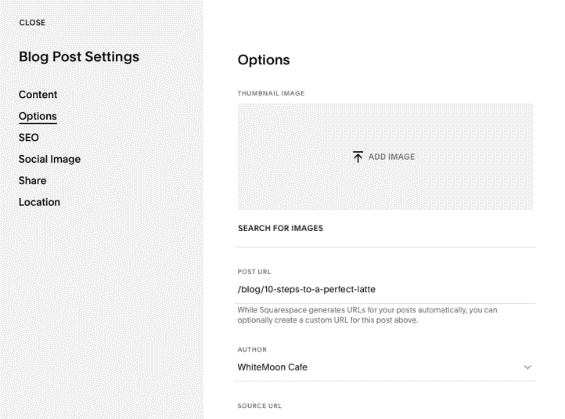 CLOSE
Blog Post Settings
Content
Options
SEO
Social Image
Share
Location
Options
THUMBNAIL IMAGE
ADD IMAGE
SEARCH FOR IMAGES
POST URL
/blog/10-steps-to-a-perfect-latte
While Squarespace generates URLs for your posts automatically, you can
optionally create a custom URL for this post above.
AUTHOR
WhiteMoon Cafe
SOURCE URL